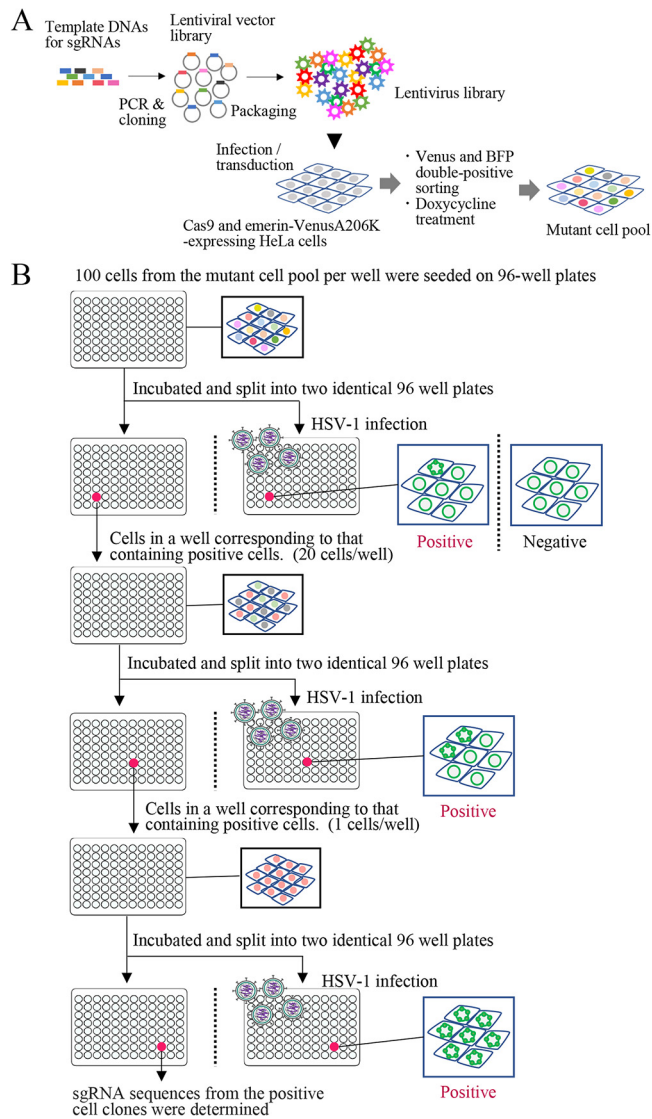 A
Template DNAs
for sgRNAs
Lentiviral vector
library
PCR &
cloning
Packaging
Lentivirus library
Infection /
transduction
Cas9 and emerin-VenusA206K
-expressing HeLa cells
・Venus and BFP
double-positive
sorting
・Doxycycline
treatment
Mutant cell pool
B
100 cells from the mutant cell pool per well were seeded on 96-well plates
Incubated and split into two identical 96 well plates
HSV-1 infection
Positive
Negative
Cells in a well corresponding to that
containing positive cells. (20 cells/well)
Incubated and split into two identical 96 well plates
HSV-1 infection
Positive
Cells in a well corresponding to that
containing positive cells. (1 cells/well)
Incubated and split into two identical 96 well plates
HSV-1 infection
Positive
sgRNA sequences from the positive
cell clones were determined